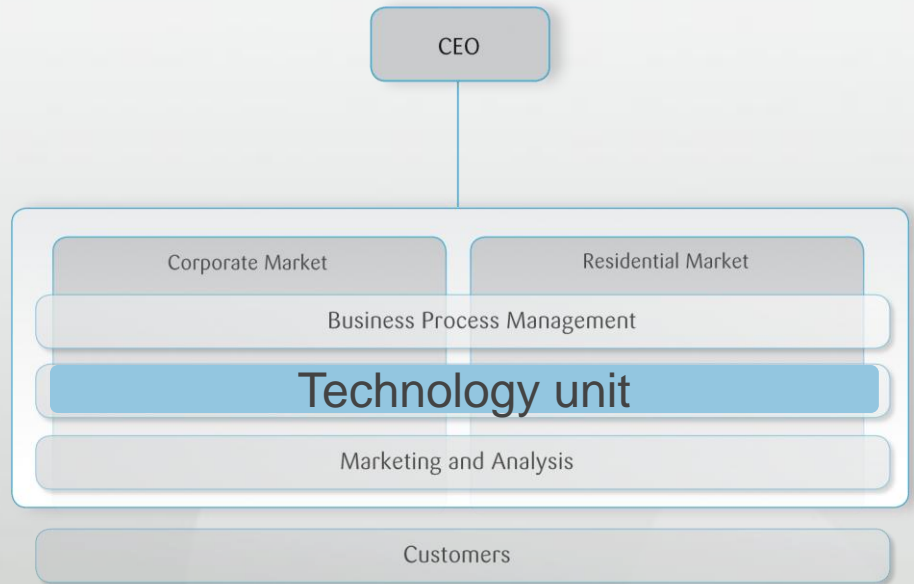 CEO
Corporate Market
Residential Market
Business Process Management
Technology unit
Marketing and Analysis
Customers